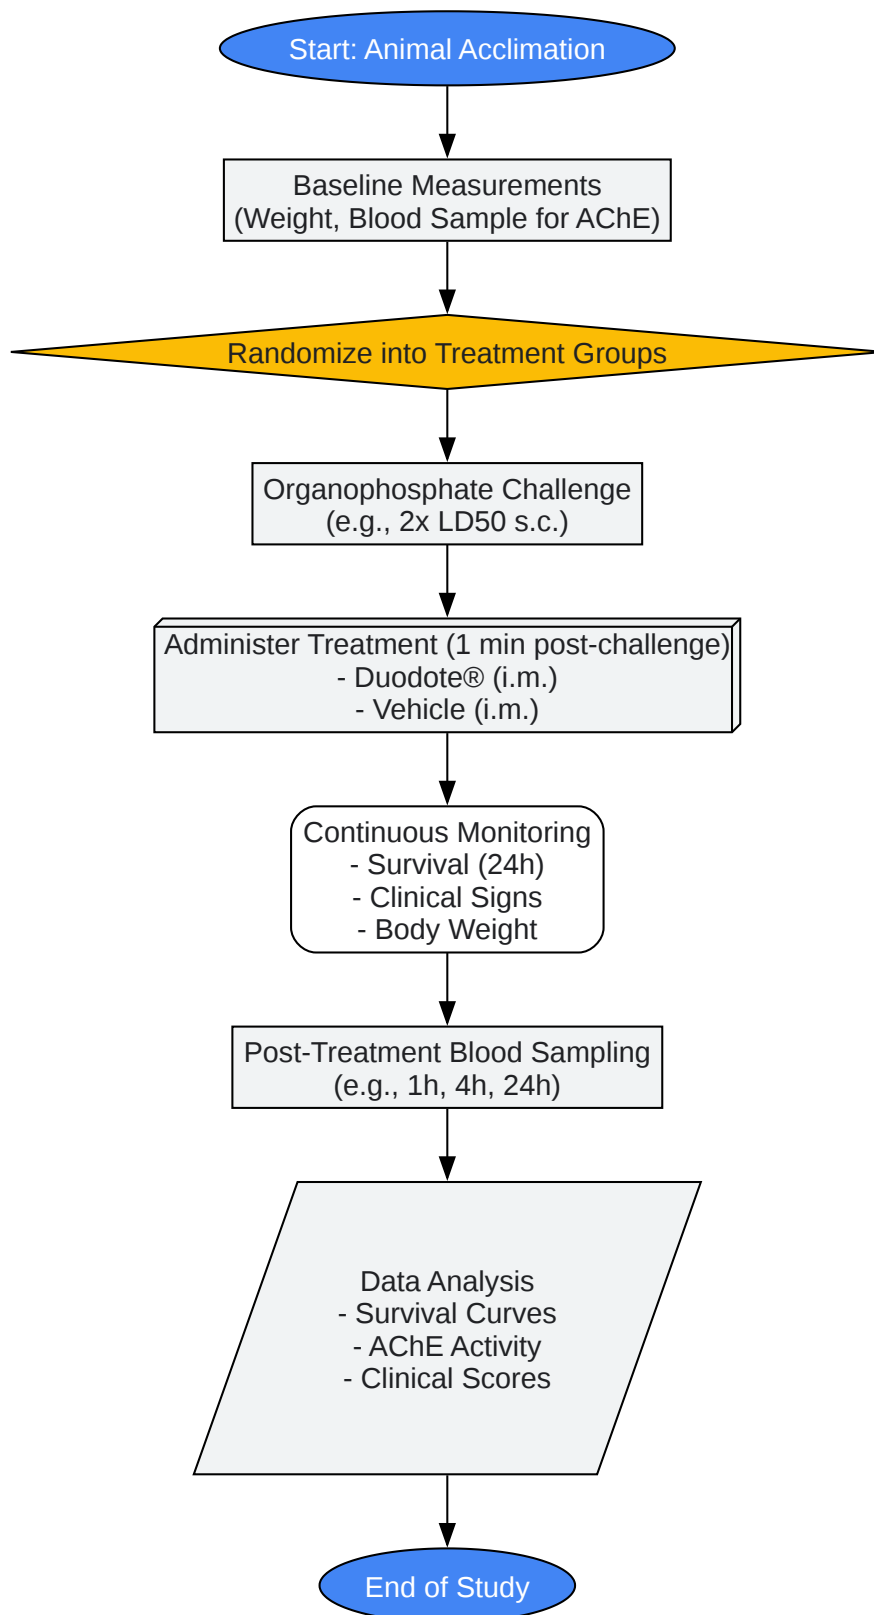 Start: Animal Acclimation
Baseline Measurements
(Weight, Blood Sample for AChE)
Randomize into Treatment Groups
Organophosphate Challenge
(e.g., 2x LD50 s.c.)
Administer Treatment (1 min post-challenge)
- Duodote® (i.m.)
- Vehicle (i.m.)
Continuous Monitoring
- Survival (24h)
- Clinical Signs
- Body Weight
Post-Treatment Blood Sampling
(e.g., 1h, 4h, 24h)
Data Analysis
- Survival Curves
- AChE Activity
- Clinical Scores
End of Study